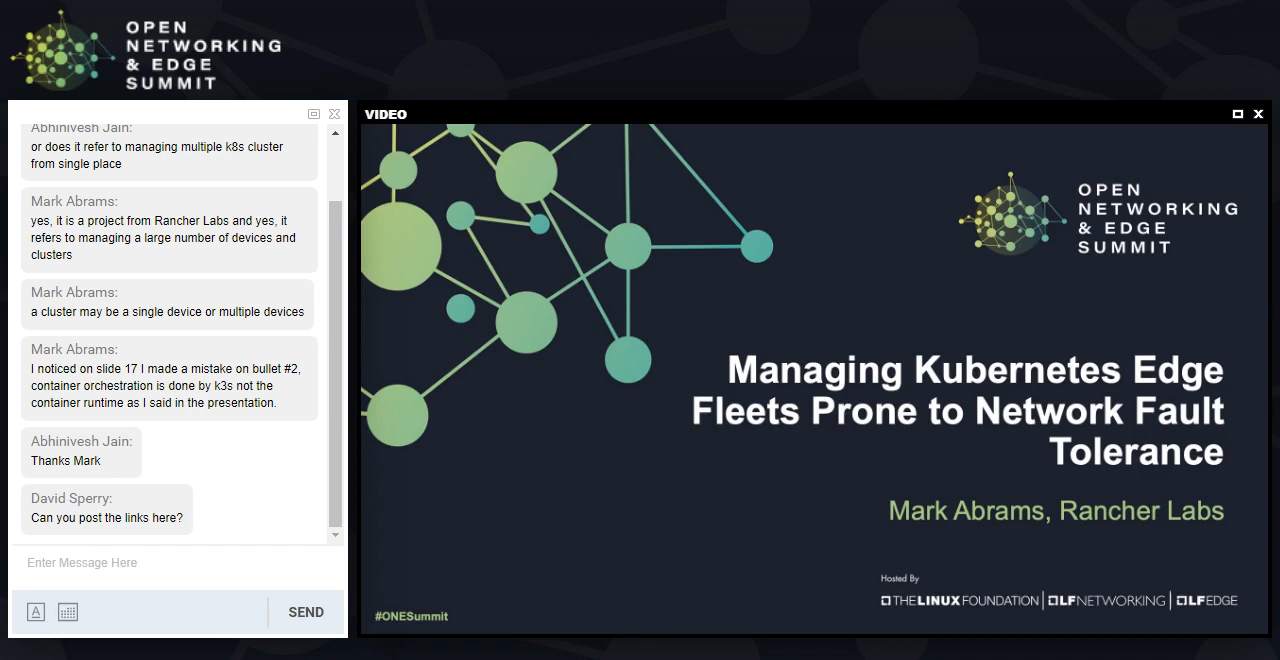 OPEN
NETWORKING
& EDGE
SUMMIT
Abhinivesh Jain:
or does it refer to managing multiple k8s cluster
from single place
Mark Abrams:
yes, it is a project from Rancher Labs and yes, it
refers to managing a large number of devices and
clusters
Mark Abrams:
a cluster may be a single device or multiple devices
Mark Abrams:
I noticed on slide 17 I made a mistake on bullet #2,
container orchestration is done by k3s not the
container runtime as I said in the presentation.
Abhinivesh Jain:
Thanks Mark
David Sperry:
Can you post the links here?
Enter Message Here
A
SEND
VIDEO
OPEN
NETWORKING
& EDGE
SUMMIT
Managing Kubernetes Edge
Fleets Prone to Network Fault
Tolerance
Mark Abrams, Rancher Labs
Hosted By
THE LINUX FOUNDATION | LF NETWORKING | LF EDGE
#ONESummit